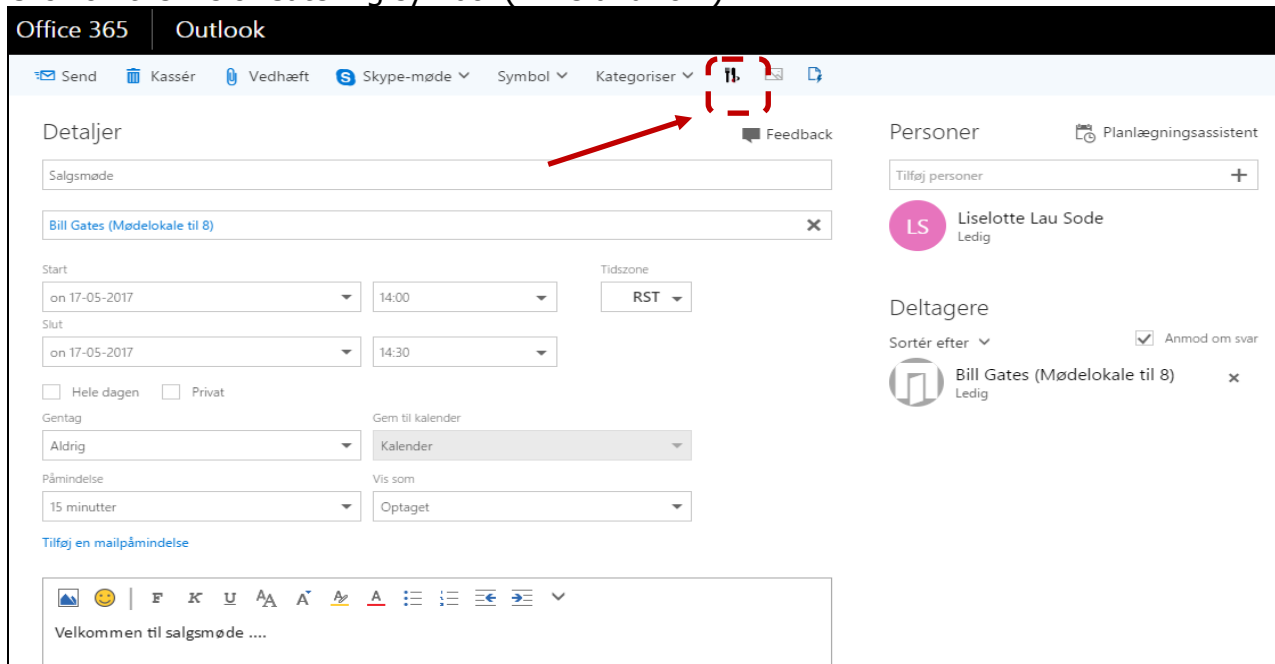 Office 365 Outlook
Send Kassér Vedhæft Skype-møde Symbol Kategoriser
Detaljer
Feedback
Salgsmøde
Bill Gates (Mødelokale til 8)
Start
Tidszone
on 17-05-2017 14:00 RST
Slut
on 17-05-2017 14:30
Hele dagen Privat
Gentag Gem til kalender
Aldrig Kalender
Påmindelse Vis som
15 minutter Optaget
Tilføj en mailpåmindelse
F K U AA A A A
Velkommen til salgsmøde ....
Personer Planlægningsassistent
Tilføj personer
LS Liselotte Lau Sode
Ledig
Deltagere
Sortér efter Anmod om svar
Bill Gates (Mødelokale til 8)
Ledig